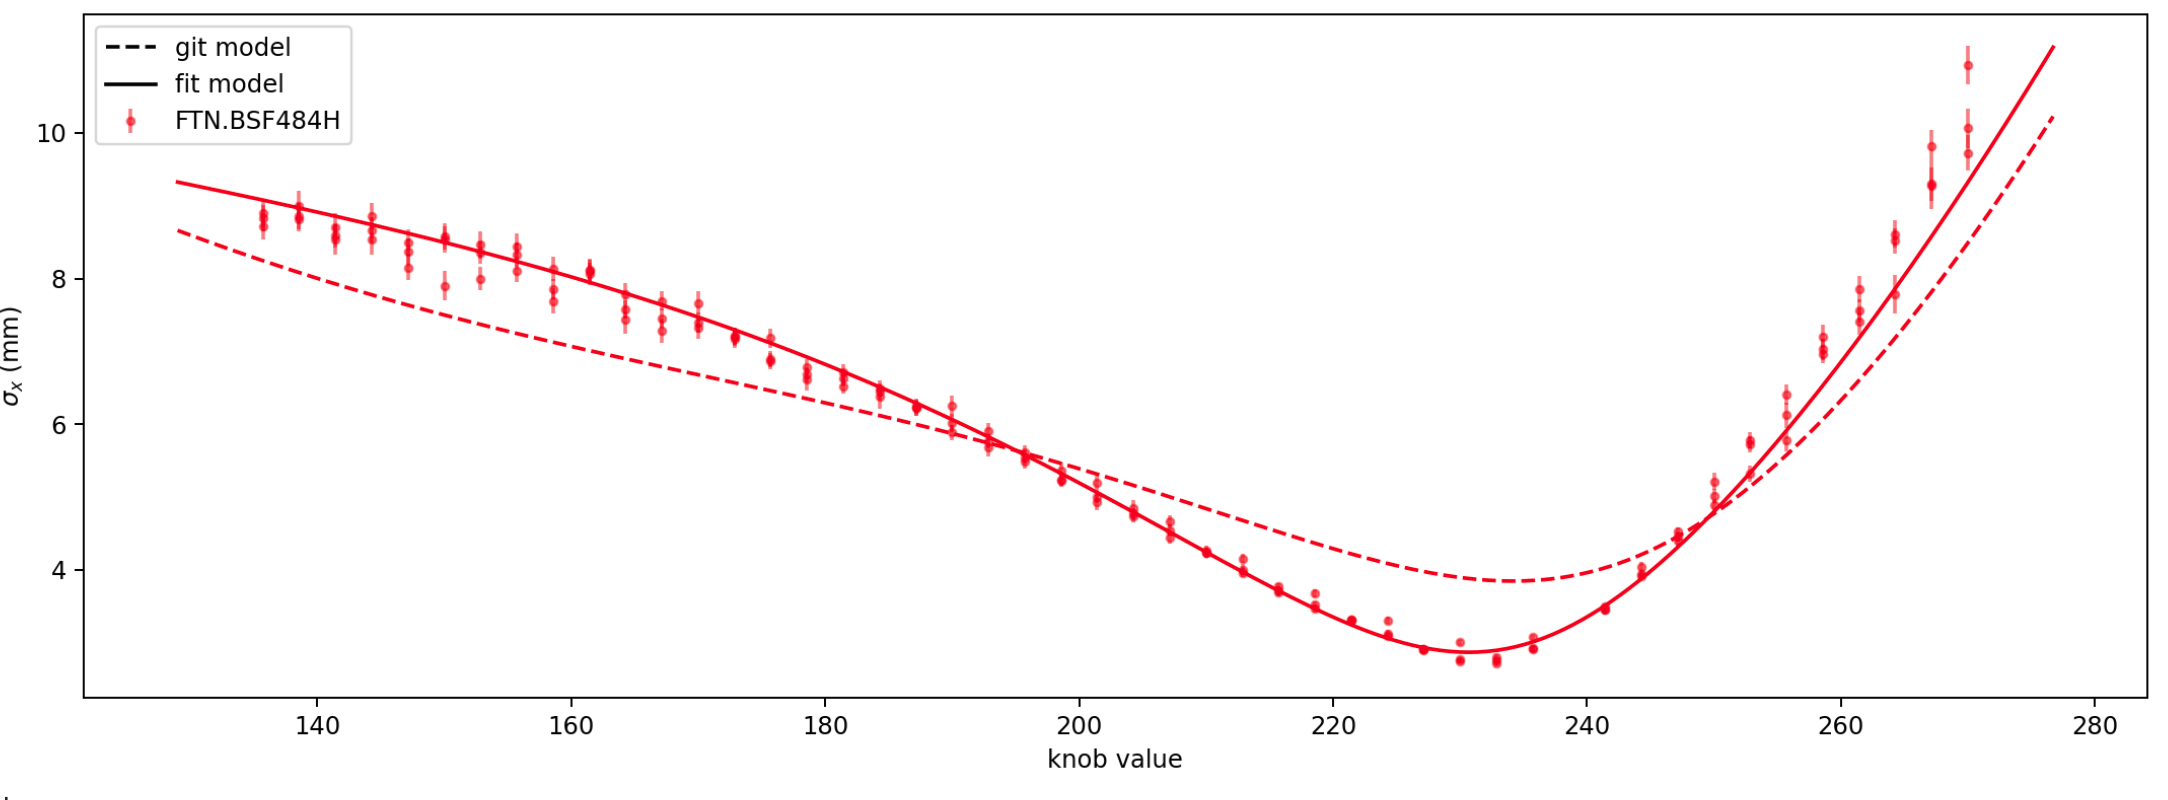 git model
fit model
FTN.BSF484H
10
8
6
4
σx (mm)
140 160 180 200 220 240 260 280
knob value